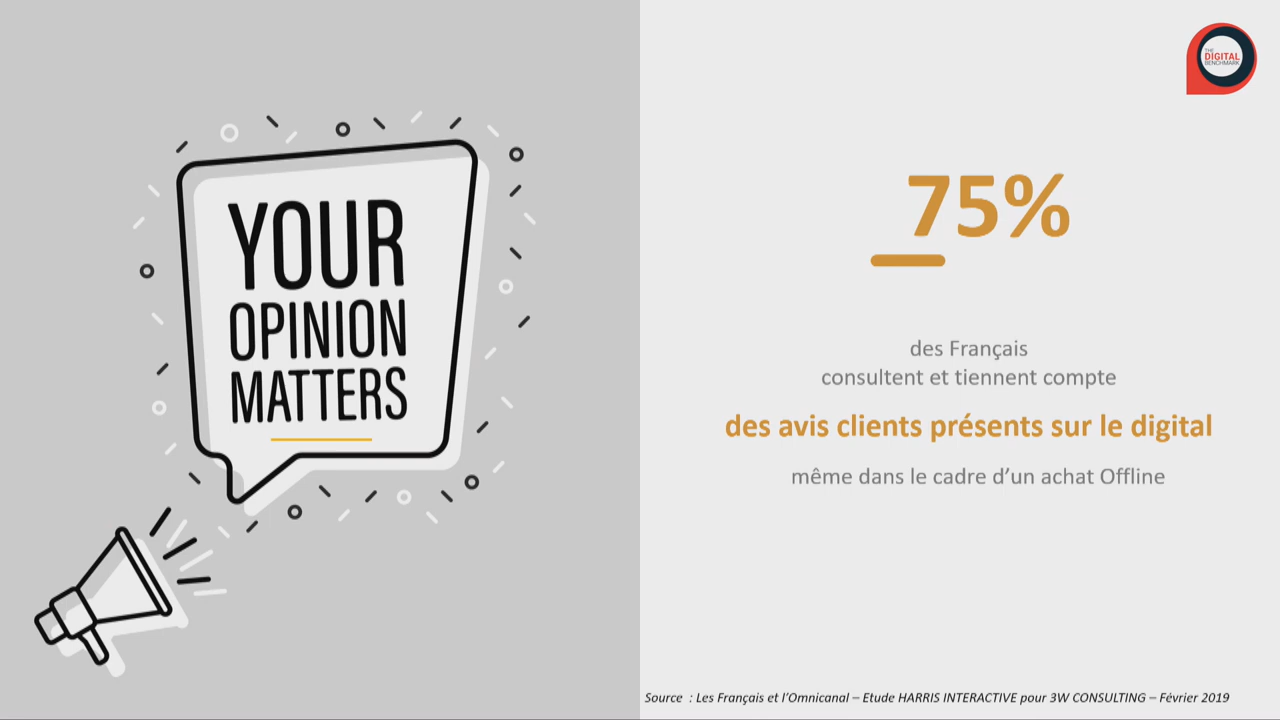 YOUR
OPINION
MATTERS
THE
DIGITAL
BENCHMARK
75%
des Français
consultent et tiennent compte
des avis clients présents sur le digital
même dans le cadre d’un achat Offline
Source : Les Français et l’Omnicanal – Etude HARRIS INTERACTIVE pour 3W CONSULTING – Février 2019